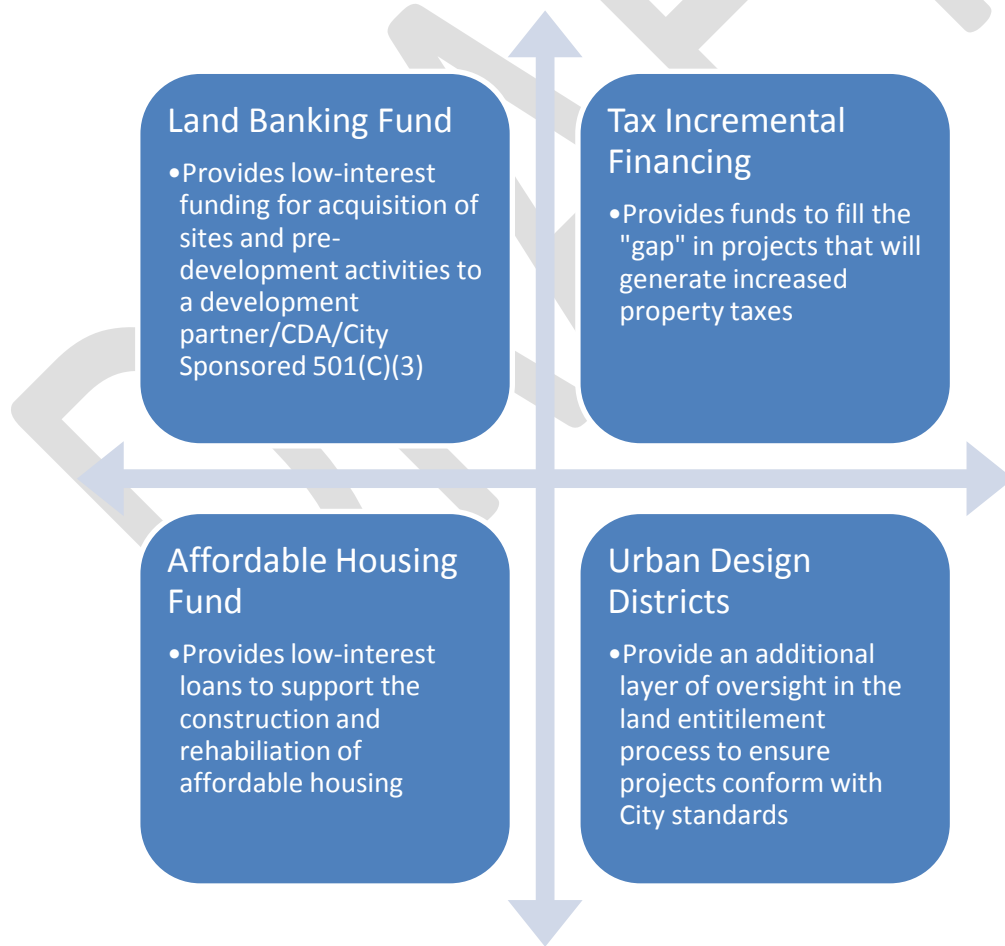 Land Banking Fund
•Provides low-interest
funding for acquisition of
sites and pre-
development activities to
a development
partner/CDA/City
Sponsored 501(C)(3)
Tax Incremental
Financing
•Provides funds to fill the
"gap" in projects that will
generate increased
property taxes
Affordable Housing
Fund
•Provides low-interest
loans to support the
construction and
rehabiliation of
affordable housing
Urban Design
Districts
•Provide an additional
layer of oversight in the
land entitilement
process to ensure
projects conform with
City standards